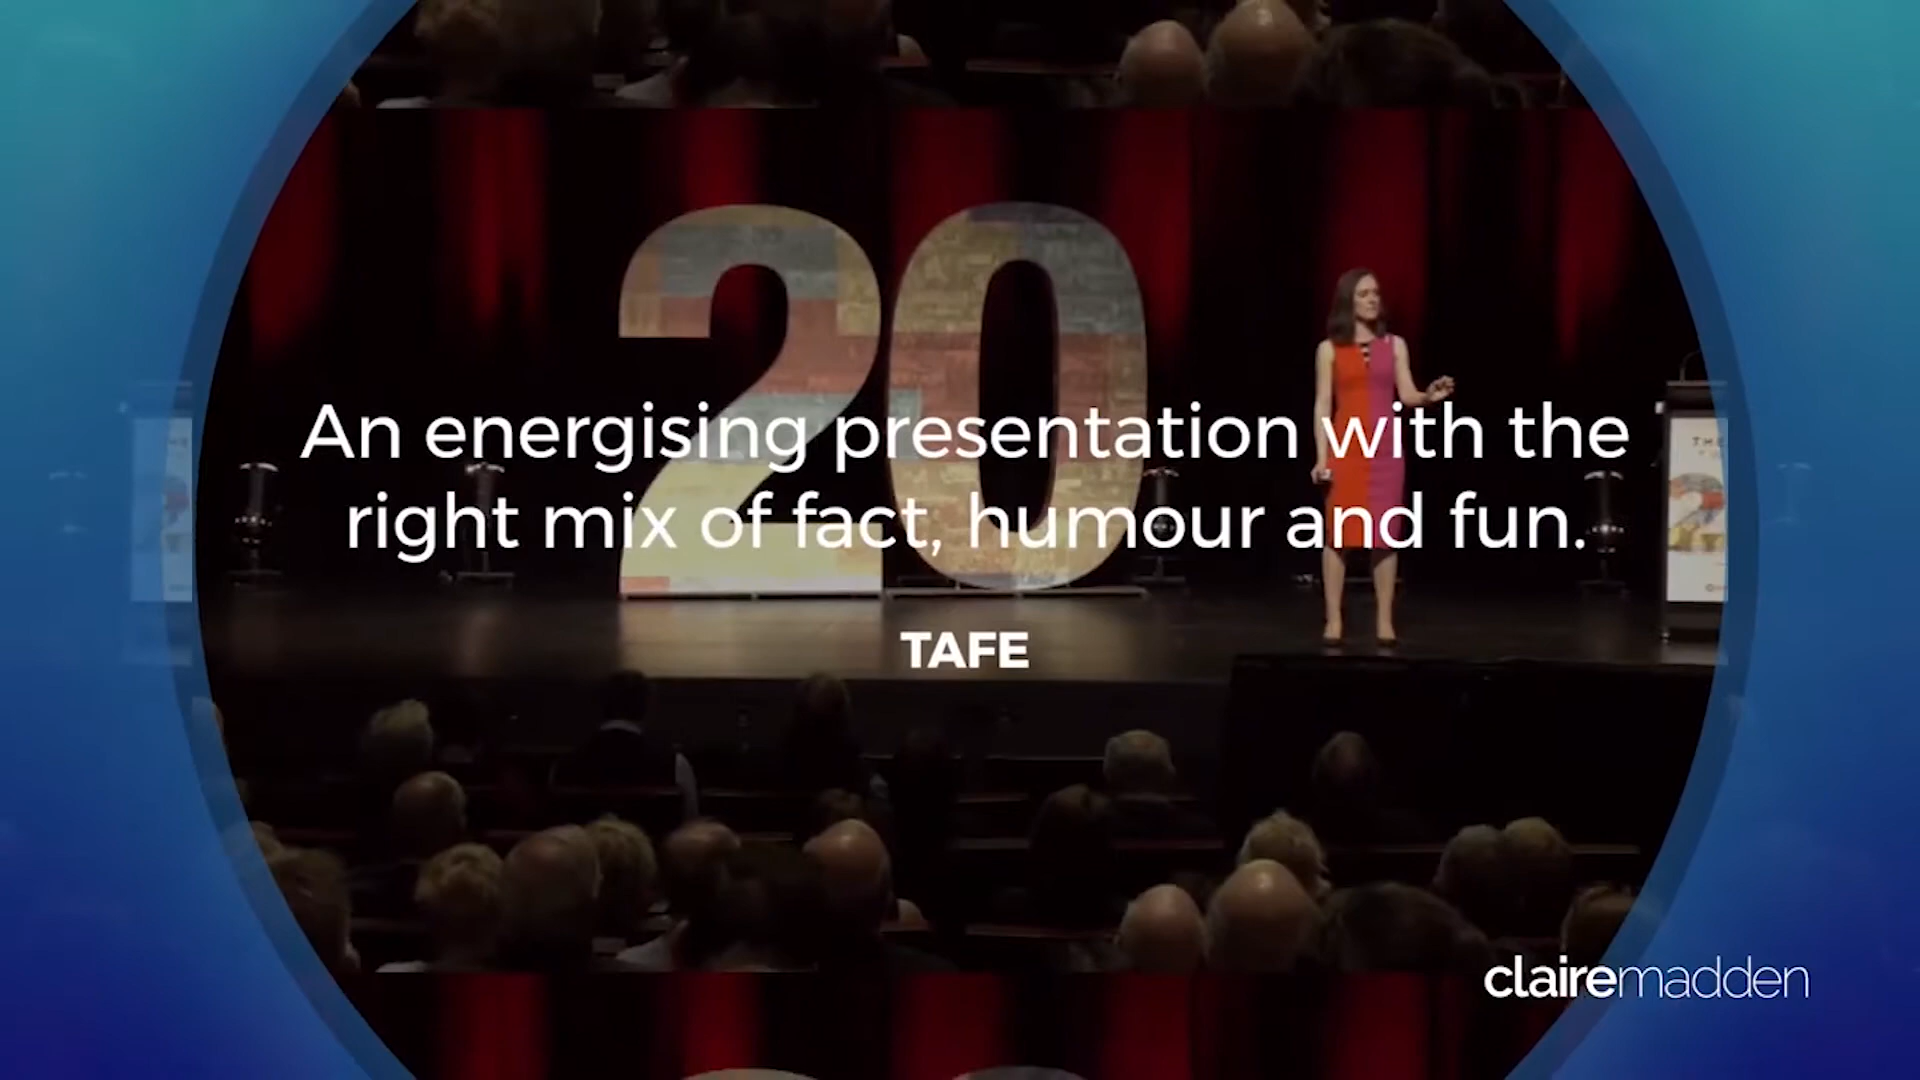 20
An energising presentation with the
right mix of fact, humour and fun.
TAFE
clairemadden